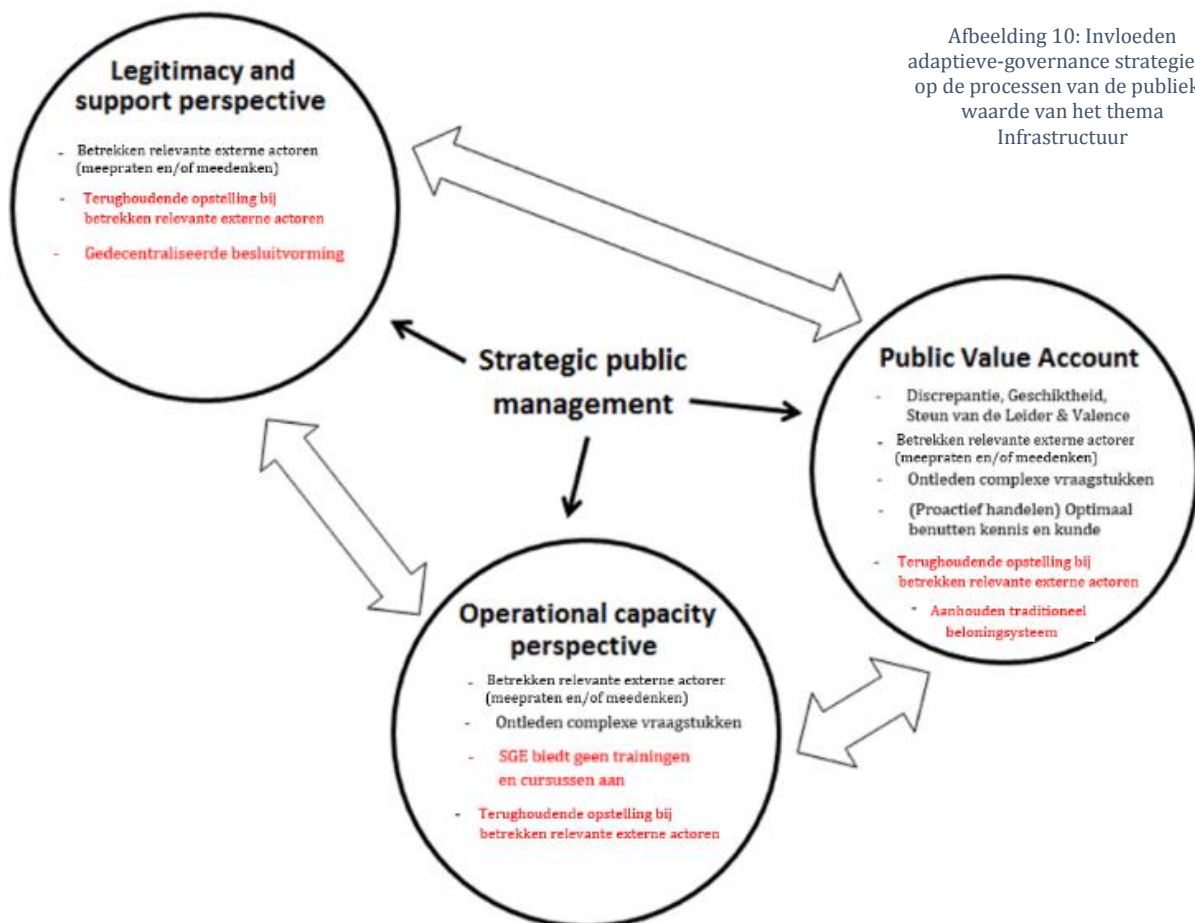 Afbeelding 10: Invloeden
adaptieve-governance strategie
op de processen van de publiek
waarde van het thema
Infrastructuur
Legitimacy and
support perspective
- Betrekken relevante externe actoren
(meepraten en/of meedenken)
- Terughoudende opstelling bij
betrekken relevante externe actoren
- Gedecentraliseerde besluitvorming
Strategic public
management
Public Value Account
- Discrepantie, Geschiktheid,
Steun van de Leider & Valence
- Betrekken relevante externe actorer
(meepraten en/of meedenken)
- Ontleden complexe vraagstukken
- (Proactief handelen) Optimaal
benutten kennis en kunde
- Terughoudende opstelling bij
betrekken relevante externe actoren
- Aanhouden traditioneel
beloningsysteem
Operational capacity
perspective
- Betrekken relevante externe actorer
(meepraten en/of meedenken)
- Ontleden complexe vraagstukken
- SGE biedt geen trainingen
en cursussen aan
- Terughoudende opstelling bij
betrekken relevante externe actoren